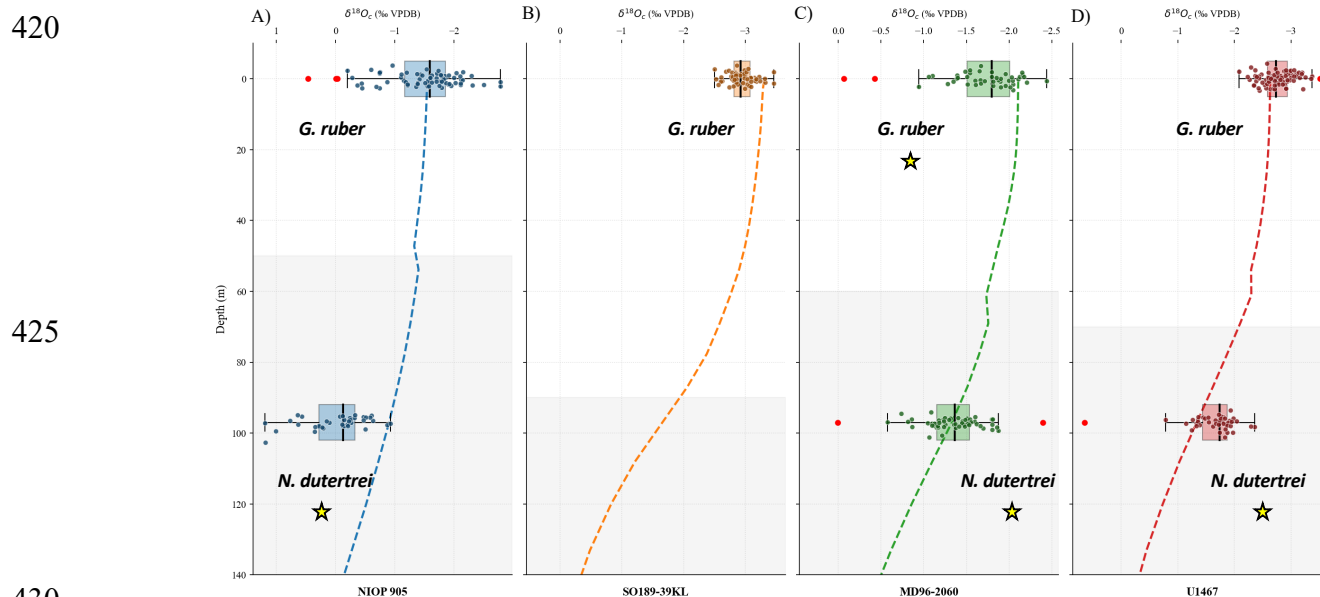 420
425
430
A)
B)
C)
D)
δ¹⁸Oc (‰ VPDB)
δ¹⁸Oc (‰ VPDB)
δ¹⁸Oc (‰ VPDB)
δ¹⁸Oc (‰ VPDB)
1 0 −1 −2
0 −1 −2 −3
0.0 −0.5 −1.0 −1.5 −2.0 −2.5
0 −1 −2 −3
Depth (m)
0
20
40
60
80
100
120
140
G. ruber
G. ruber
G. ruber
G. ruber
N. dutertrei
N. dutertrei
N. dutertrei
NIOP 905
SO189-39KL
MD96-2060
U1467